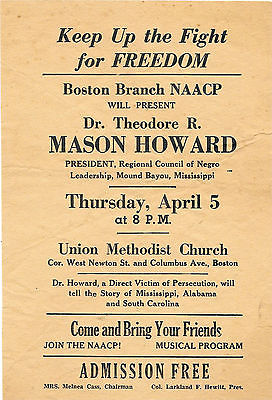 Keep Up the Fight
for FREEDOM
Boston Branch NAACP
WILL PRESENT
Dr. Theodore R.
MASON HOWARD
PRESIDENT, Regional Council of Negro
Leadership, Mound Bayou, Mississippi
Thursday, April 5
at 8 P.M.
Union Methodist Church
Cor. West Newton St. and Columbus Ave., Boston
Dr. Howard, a Direct Victim of Persecution, will
tell the Story of Mississippi, Alabama
and South Carolina
Come and Bring Your Friends
JOIN THE NAACP! MUSICAL PROGRAM
ADMISSION FREE
MRS. Melnea Cass, Chairman Col. Larkland F. Hewitt, Pres.